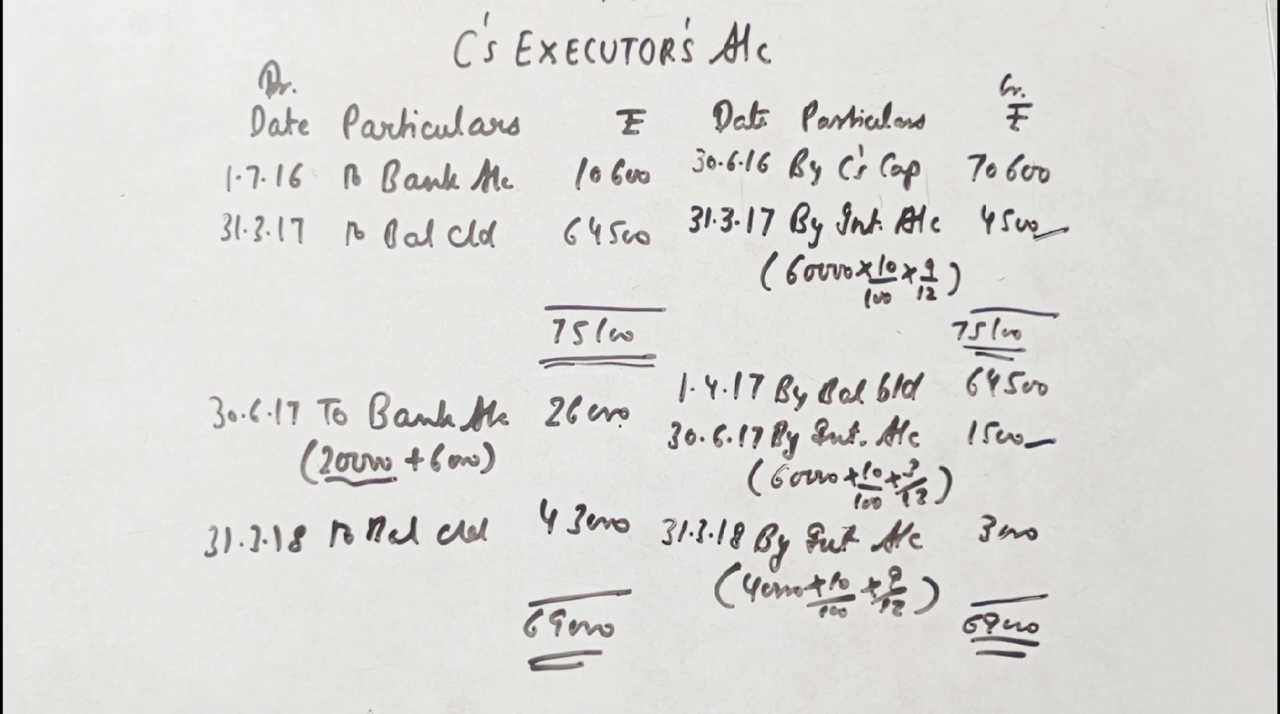 C's EXECUTOR'S A/c
Dr. Cr.
Date Particulars ₹ Date Particulars ₹
1.7.16 To Bank A/c 10600 30.6.16 By C's Cap 70600
31.3.17 To Bal c/d 64500 31.3.17 By Int. A/c 4500
(60000 × 10/100 × 9/12)
75100 75100
1.4.17 By Bal b/d 64500
30.6.17 To Bank A/c 26000 30.6.17 By Int. A/c 1500
(20000 + 6000) (60000 × 10/100 × 3/12)
31.3.18 To Bal c/d 43000 31.3.18 By Int A/c 3000
(40000 × 10/100 × 9/12)
69000 69000